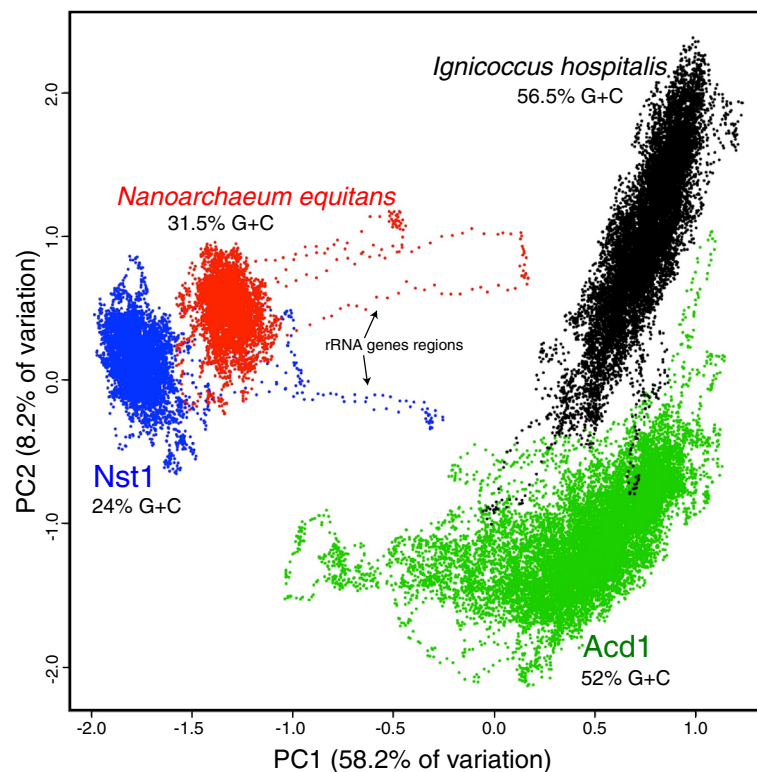 Ignicoccus hospitalis
56.5% G+C
Nanoarchaeum equitans
31.5% G+C
rRNA genes regions
Nst1
24% G+C
Acd1
52% G+C
PC2 (8.2% of variation)
2.0
1.0
0.0
-1.0
-2.0
-2.0 -1.5 -1.0 -0.5 0.0 0.5 1.0
PC1 (58.2% of variation)